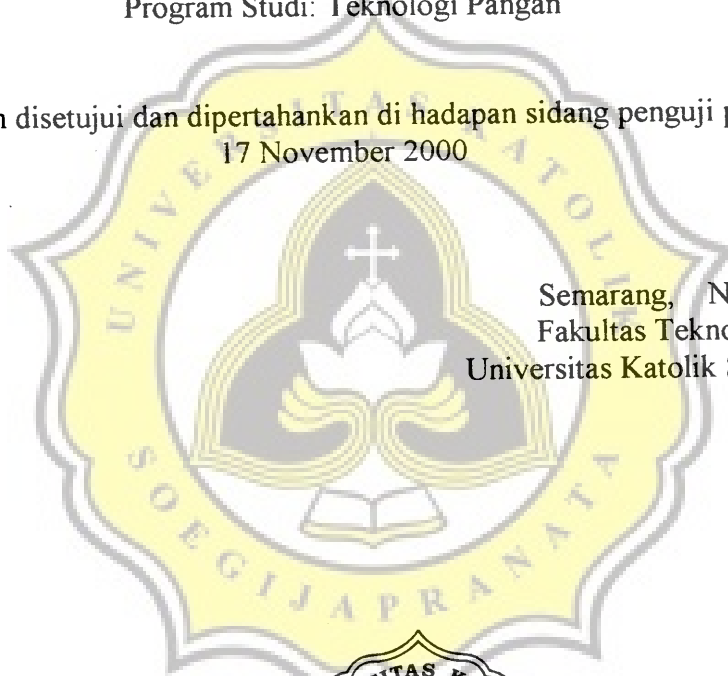 Program Studi: Teknologi Pangan
disetujui dan dipertahankan di hadapan sidang penguji
17 November 2000
Semarang,
Fakultas
Universitas Katolik
UNIVERSITAS KATOLIK
SOEGIJAPRANATA